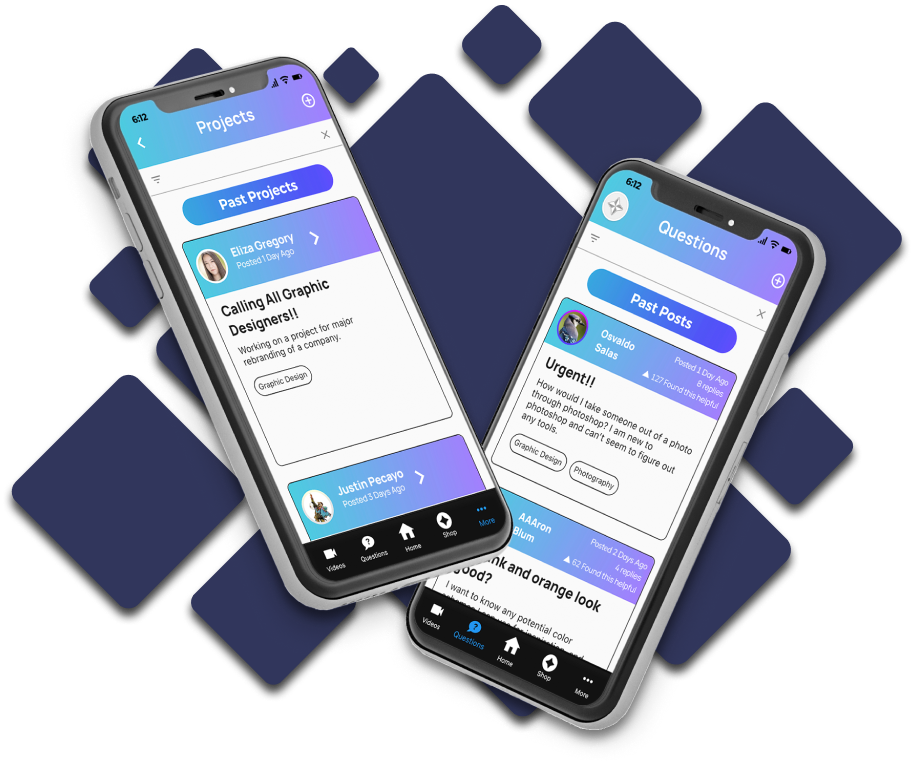 6:12
Projects
Past Projects
Eliza Gregory
Posted 1 Day Ago
Calling All Graphic
Designers!!
Working on a project for major
rebranding of a company.
Graphic Design
Justin Pecayo
Posted 3 Days Ago
Videos
Questions
Home
Shop
More
6:12
Questions
Past Posts
Osvaldo
Salas
Posted 1 Day Ago
8 replies
127 Found this helpful
Urgent!!
How would I take someone out of a photo
through photoshop? I am new to
photoshop and can't seem to figure out
any tools.
Graphic Design
Photography
AAAron
Blum
Posted 2 Days Ago
4 replies
62 Found this helpful
and orange look
good?
I want to know any potential color
Videos
Questions
Home
Shop
More